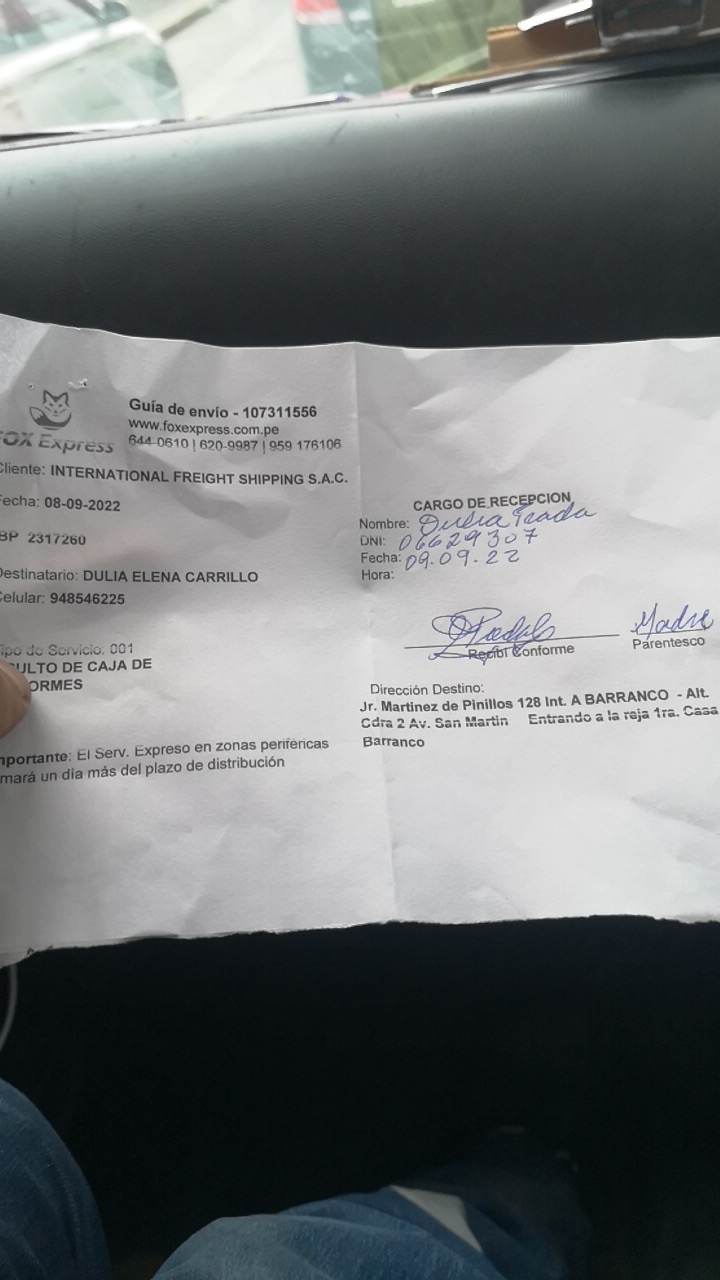 Guía de envío - 107311556
www.foxexpress.com.pe
OX Express 644-0610 | 620-9987 | 959 176106
Cliente: INTERNATIONAL FREIGHT SHIPPING S.A.C.
Fecha: 08-09-2022
BP 2317260
Destinatario: DULIA ELENA CARRILLO
Celular: 948546225
ipo de Servicio: 001
ULTO DE CAJA DE
ORMES
mportante: El Serv. Expreso en zonas perifericas
mará un día más del plazo de distribución
CARGO DE RECEPCION
Nombre: Dulia
DNI: 06629307
Fecha: 09.09.22
Hora:
Recibí Conforme
Madre
Parentesco
Dirección Destino:
Jr. Martinez de Pinillos 128 Int. A BARRANCO - Alt.
Cdra 2 Av. San Martin Entrando a la reja 1ra. Casa
Barranco